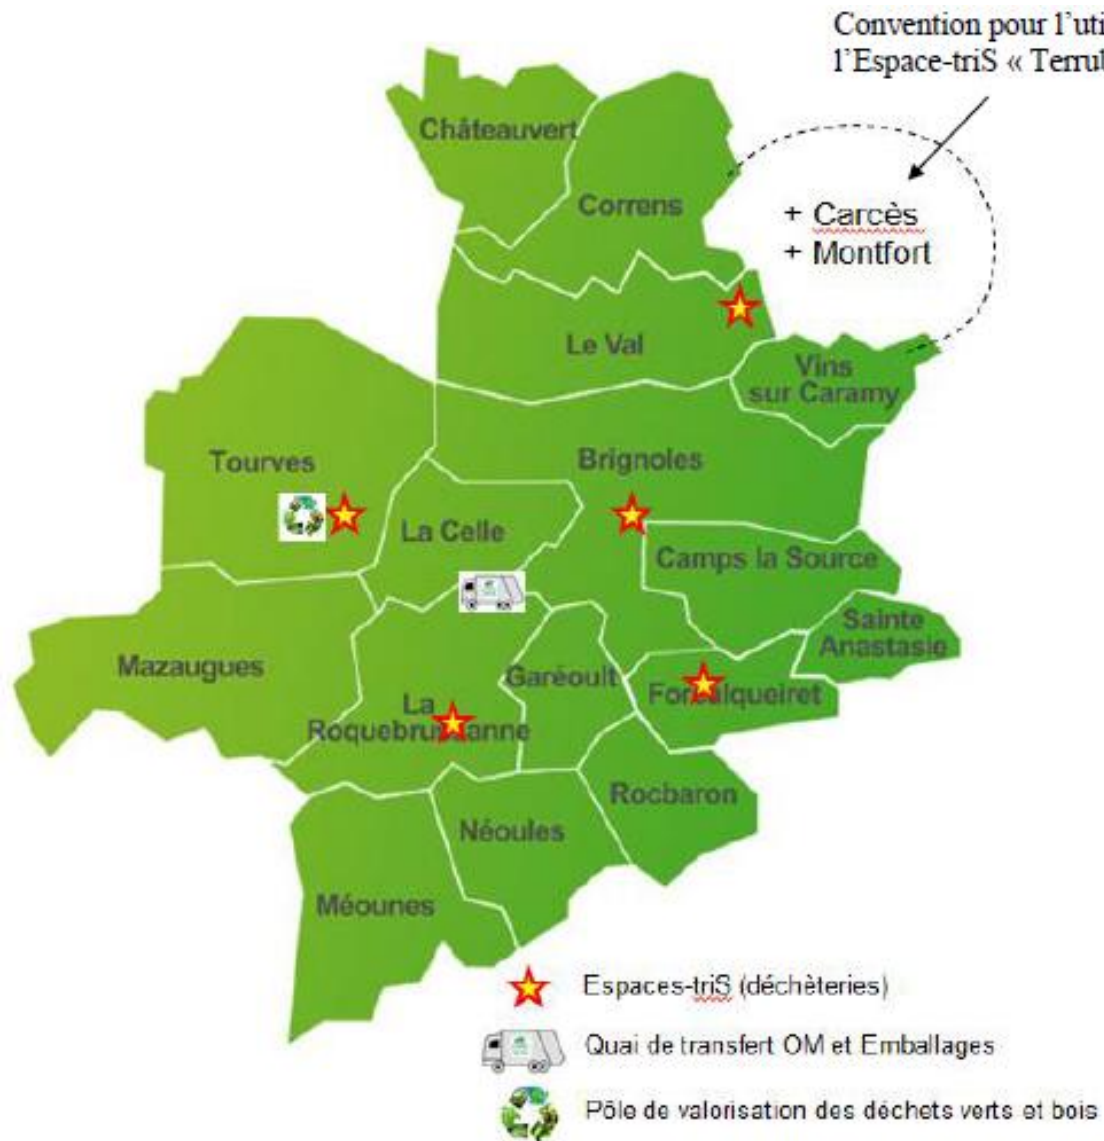 Convention pour l'uti
l'Espace-triS « Terrul
Châteauvert
Correns
+ Carcès
+ Montfort
Le Val
Vins
sur Caramy
Tourves
Brignoles
La Celle
Camps la Source
Sainte
Anastasie
Mazaugues
Garéoult
La
Néoules
Rocbaron
Méounes
Espaces-triS (déchèteries)
Quai de transfert OM et Emballages
Pôle de valorisation des déchets verts et bois